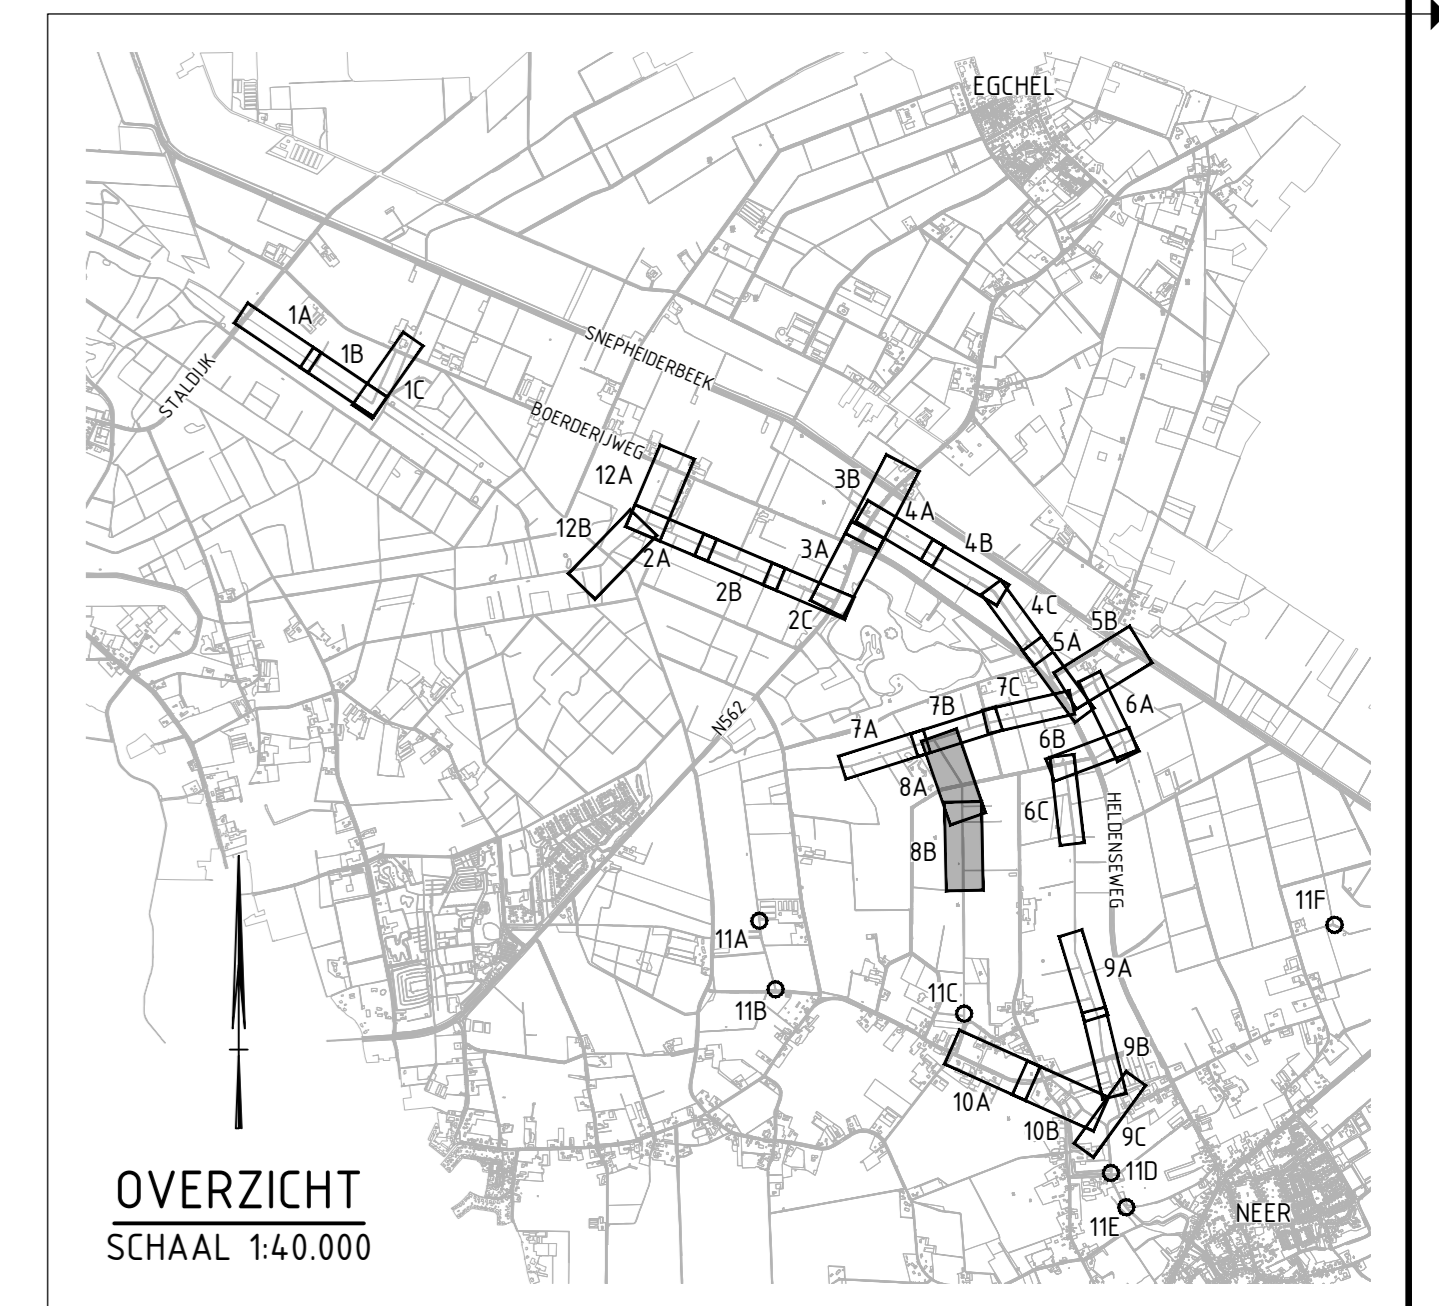 EGCHEL
1A
1B
1C
STALDIJK
SNEPHEIDERBEEK
BOERDERIJWEG
12A
12B
2A
2B
2C
3B
3A
4A
4B
4C
5B
5A
6A
7C
7B
7A
6B
6C
N562
8A
8B
HELDENSEWEG
11A
11B
11C
11F
9A
9B
9C
10A
10B
11D
11E
NEER
OVERZICHT
SCHAAL 1:40.000